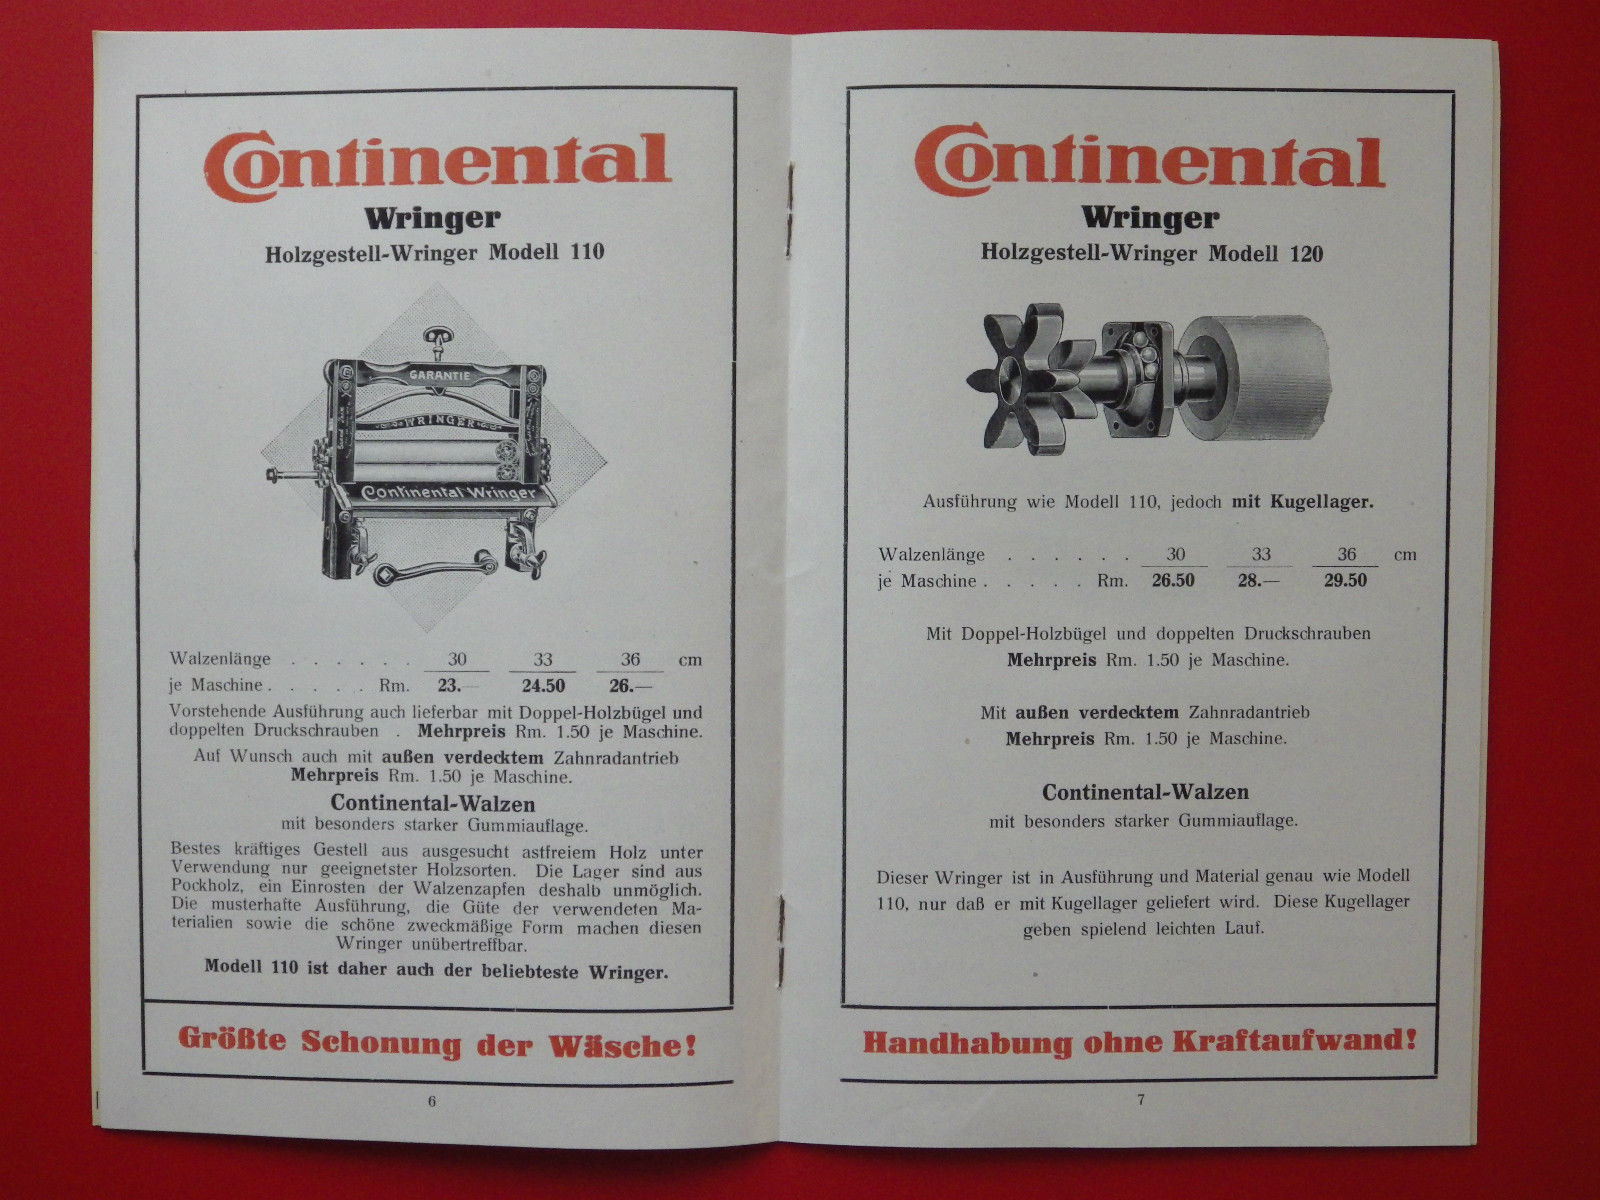 Continental
Wringer
Holzgestell-Wringer Modell 110
GARANTIE
WRINGER
Continental Wringer
Walzenlänge . . . . . . 30 33 36 cm
je Maschine . . . . . Rm. 23.— 24.50 26.—
Vorstehende Ausführung auch lieferbar mit Doppel-Holzbügel und
doppelten Druckschrauben . Mehrpreis Rm. 1.50 je Maschine.
Auf Wunsch auch mit außen verdecktem Zahnradantrieb
Mehrpreis Rm. 1.50 je Maschine.
Continental-Walzen
mit besonders starker Gummiauflage.
Bestes kräftiges Gestell aus ausgesucht astfreiem Holz unter
Verwendung nur geeignetster Holzsorten. Die Lager sind aus
Pockholz, ein Einrosten der Walzenzapfen deshalb unmöglich.
Die musterhafte Ausführung, die Güte der verwendeten Ma-
terialien sowie die schöne zweckmäßige Form machen diesen
Wringer unübertreffbar.
Modell 110 ist daher auch der beliebteste Wringer.
Größte Schonung der Wäsche!
6
Continental
Wringer
Holzgestell-Wringer Modell 120
Ausführung wie Modell 110, jedoch mit Kugellager.
Walzenlänge . . . . . . 30 33 36 cm
je Maschine . . . . . Rm. 26.50 28.— 29.50
Mit Doppel-Holzbügel und doppelten Druckschrauben
Mehrpreis Rm. 1.50 je Maschine.
Mit außen verdecktem Zahnradantrieb
Mehrpreis Rm. 1.50 je Maschine.
Continental-Walzen
mit besonders starker Gummiauflage.
Dieser Wringer ist in Ausführung und Material genau wie Modell
110, nur daß er mit Kugellager geliefert wird. Diese Kugellager
geben spielend leichten Lauf.
Handhabung ohne Kraftaufwand!
7